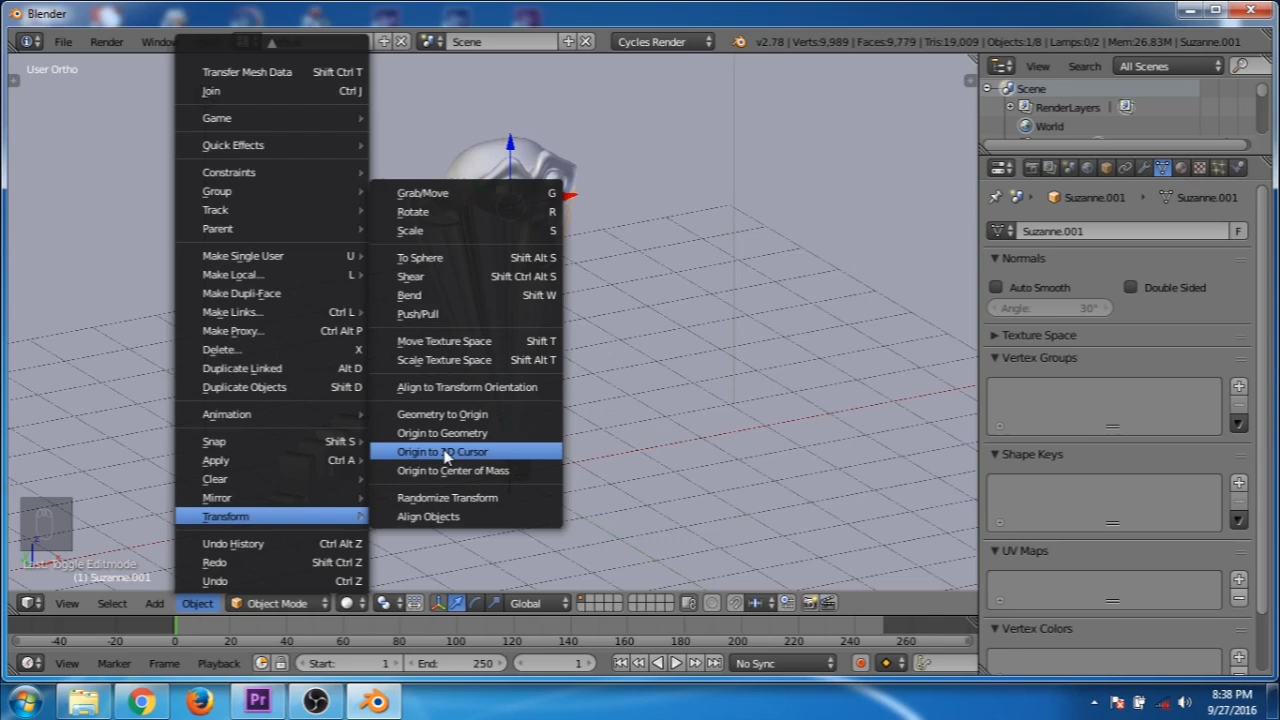 Blender
File
Render
Window
Scene
Cycles Render
v2.78 | Verts:9,989 | Faces:9,779 | Tris:19,009 | Objects:1/8 | Lamps:0/2 | Mem:26.83M | Suzanne.001
User Ortho
Transfer Mesh Data Shift Ctrl T
Join Ctrl J
Game
Quick Effects
Constraints
Group
Track
Parent
Make Single User U
Make Local... L
Make Dupli-Face
Make Links... Ctrl L
Make Proxy... Ctrl Alt P
Delete... X
Duplicate Linked Alt D
Duplicate Objects Shift D
Animation
Snap Shift S
Apply Ctrl A
Clear
Mirror
Transform
Undo History Ctrl Alt Z
Redo Shift Ctrl Z
Undo Ctrl Z
Grab/Move G
Rotate R
Scale S
To Sphere Shift Alt S
Shear Shift Ctrl Alt S
Bend Shift W
Push/Pull
Move Texture Space Shift T
Scale Texture Space Shift Alt T
Align to Transform Orientation
Geometry to Origin
Origin to Geometry
Origin to 3D Cursor
Origin to Center of Mass
Randomize Transform
Align Objects
Last: Toggle Editmode
(1) Suzanne.001
View Select Add Object Object Mode Global
-40 -20 0 20 40 60 80 100 120 140 160 180 200 220 240 260
View Marker Frame Playback Start: 1 End: 250 1 No Sync
View Search All Scenes
Scene
RenderLayers
World
Suzanne.001 Suzanne.001
Suzanne.001 F
Normals
Auto Smooth Double Sided
Angle: 30°
Texture Space
Vertex Groups
Shape Keys
UV Maps
Vertex Colors
Pr
8:38 PM
9/27/2016